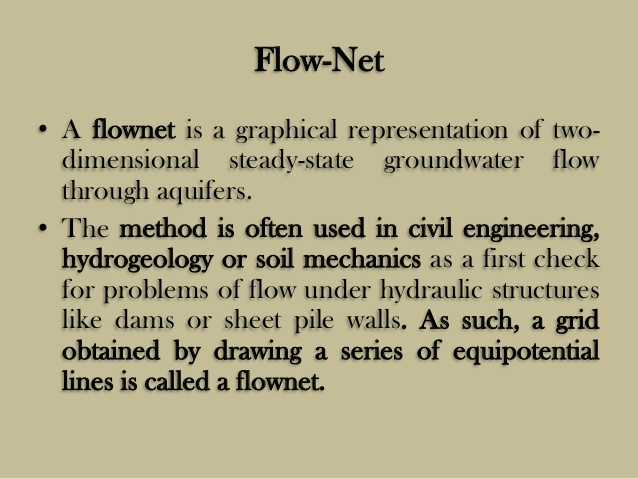 Flow-Net
• A flownet is a graphical representation of two-
dimensional steady-state groundwater flow
through aquifers.
• The method is often used in civil engineering,
hydrogeology or soil mechanics as a first check
for problems of flow under hydraulic structures
like dams or sheet pile walls. As such, a grid
obtained by drawing a series of equipotential
lines is called a flownet.